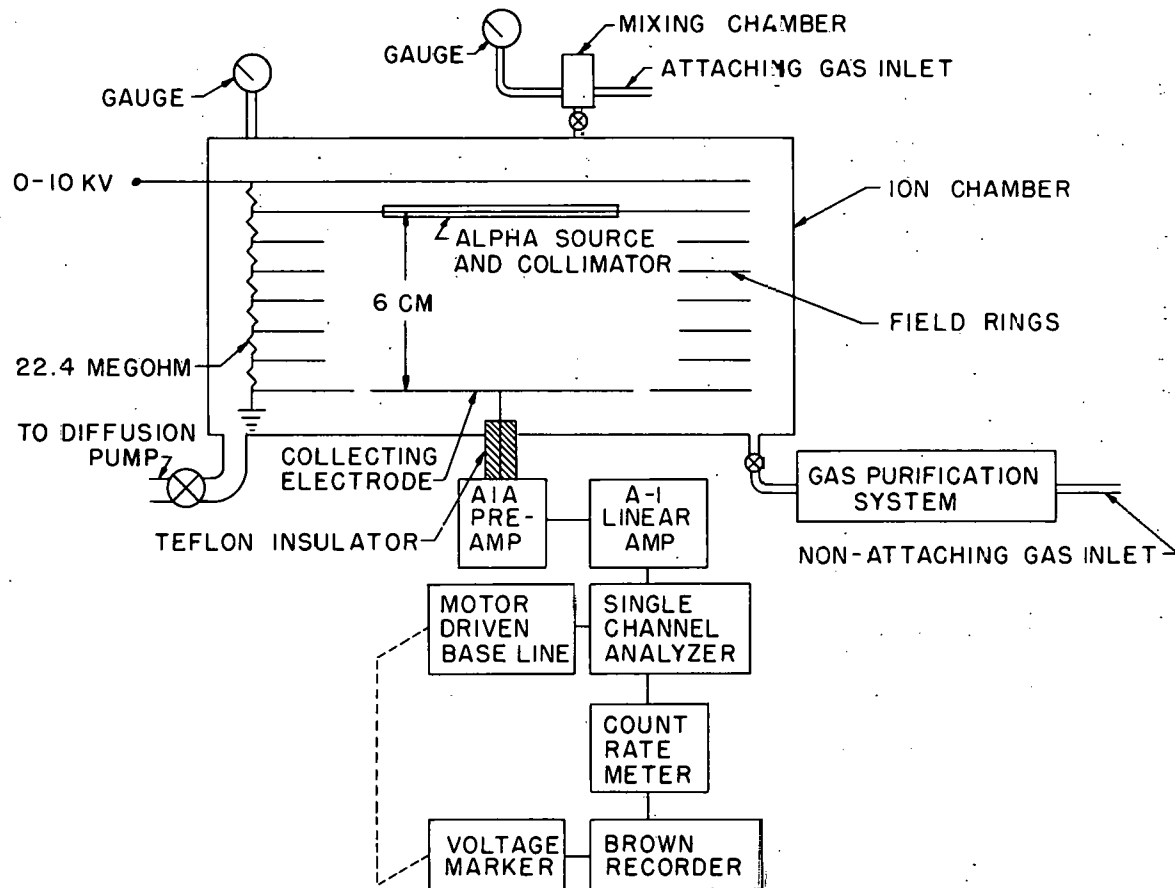 MIXING CHAMBER
GAUGE
ATTACHING GAS INLET
GAUGE
0-10 KV
ION CHAMBER
ALPHA SOURCE
AND COLLIMATOR
6 CM
FIELD RINGS
22.4 MEGOHM
TO DIFFUSION
PUMP
COLLECTING
ELECTRODE
GAS PURIFICATION
SYSTEM
TEFLON INSULATOR
A1A
PRE-
AMP
A-1
LINEAR
AMP
NON-ATTACHING GAS INLET
MOTOR
DRIVEN
BASE LINE
SINGLE
CHANNEL
ANALYZER
COUNT
RATE
METER
VOLTAGE
MARKER
BROWN
RECORDER